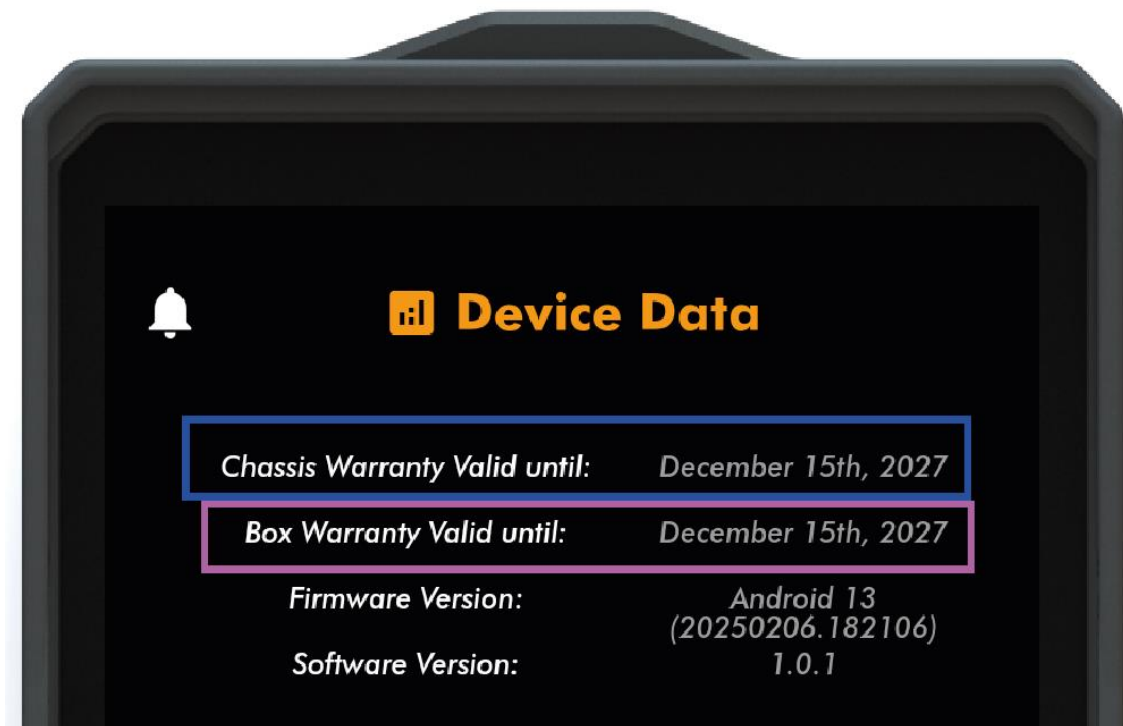 Device Data
Chassis Warranty Valid until: December 15th, 2027
Box Warranty Valid until: December 15th, 2027
Firmware Version: Android 13
(20250206.182106)
Software Version: 1.0.1